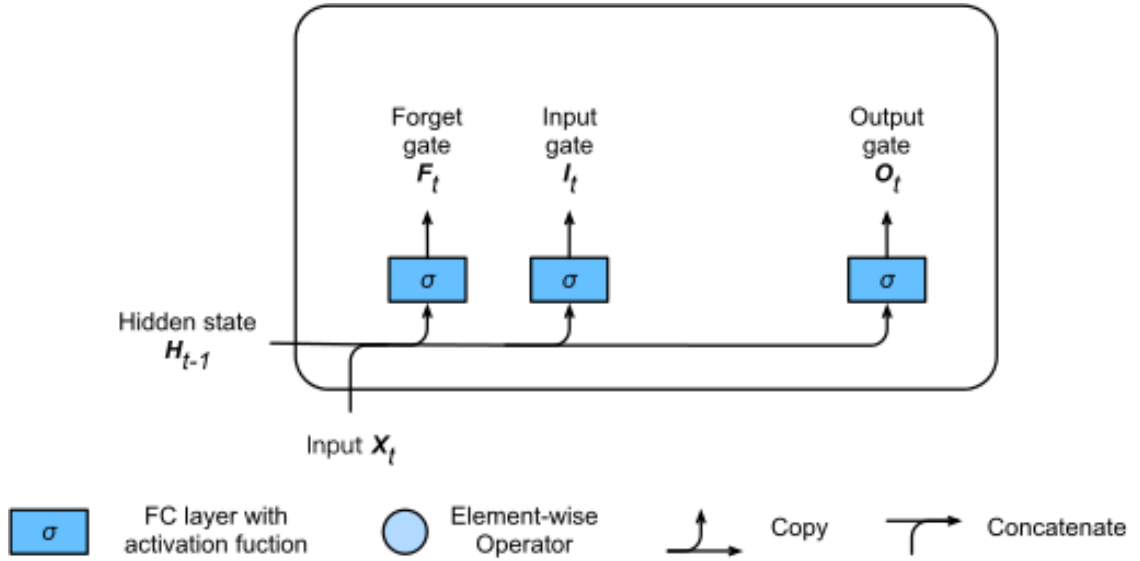 Forget
gate
F_t
Input
gate
I_t
Output
gate
O_t
σ
σ
σ
Hidden state
H_{t-1}
Input X_t
σ
FC layer with
activation fuction
Element-wise
Operator
Copy
Concatenate